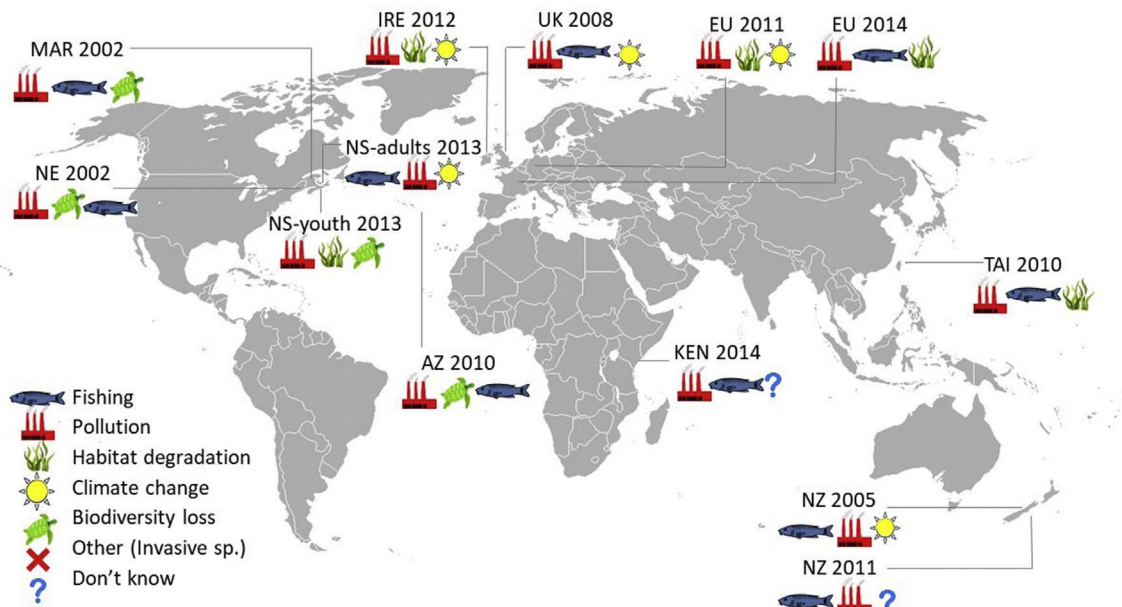 IRE 2012
UK 2008
EU 2011
EU 2014
MAR 2002
NS-adults 2013
NE 2002
NS-youth 2013
TAI 2010
AZ 2010
KEN 2014
Fishing
Pollution
Habitat degradation
Climate change
Biodiversity loss
Other (Invasive sp.)
Don't know
?
?
NZ 2005
NZ 2011
?